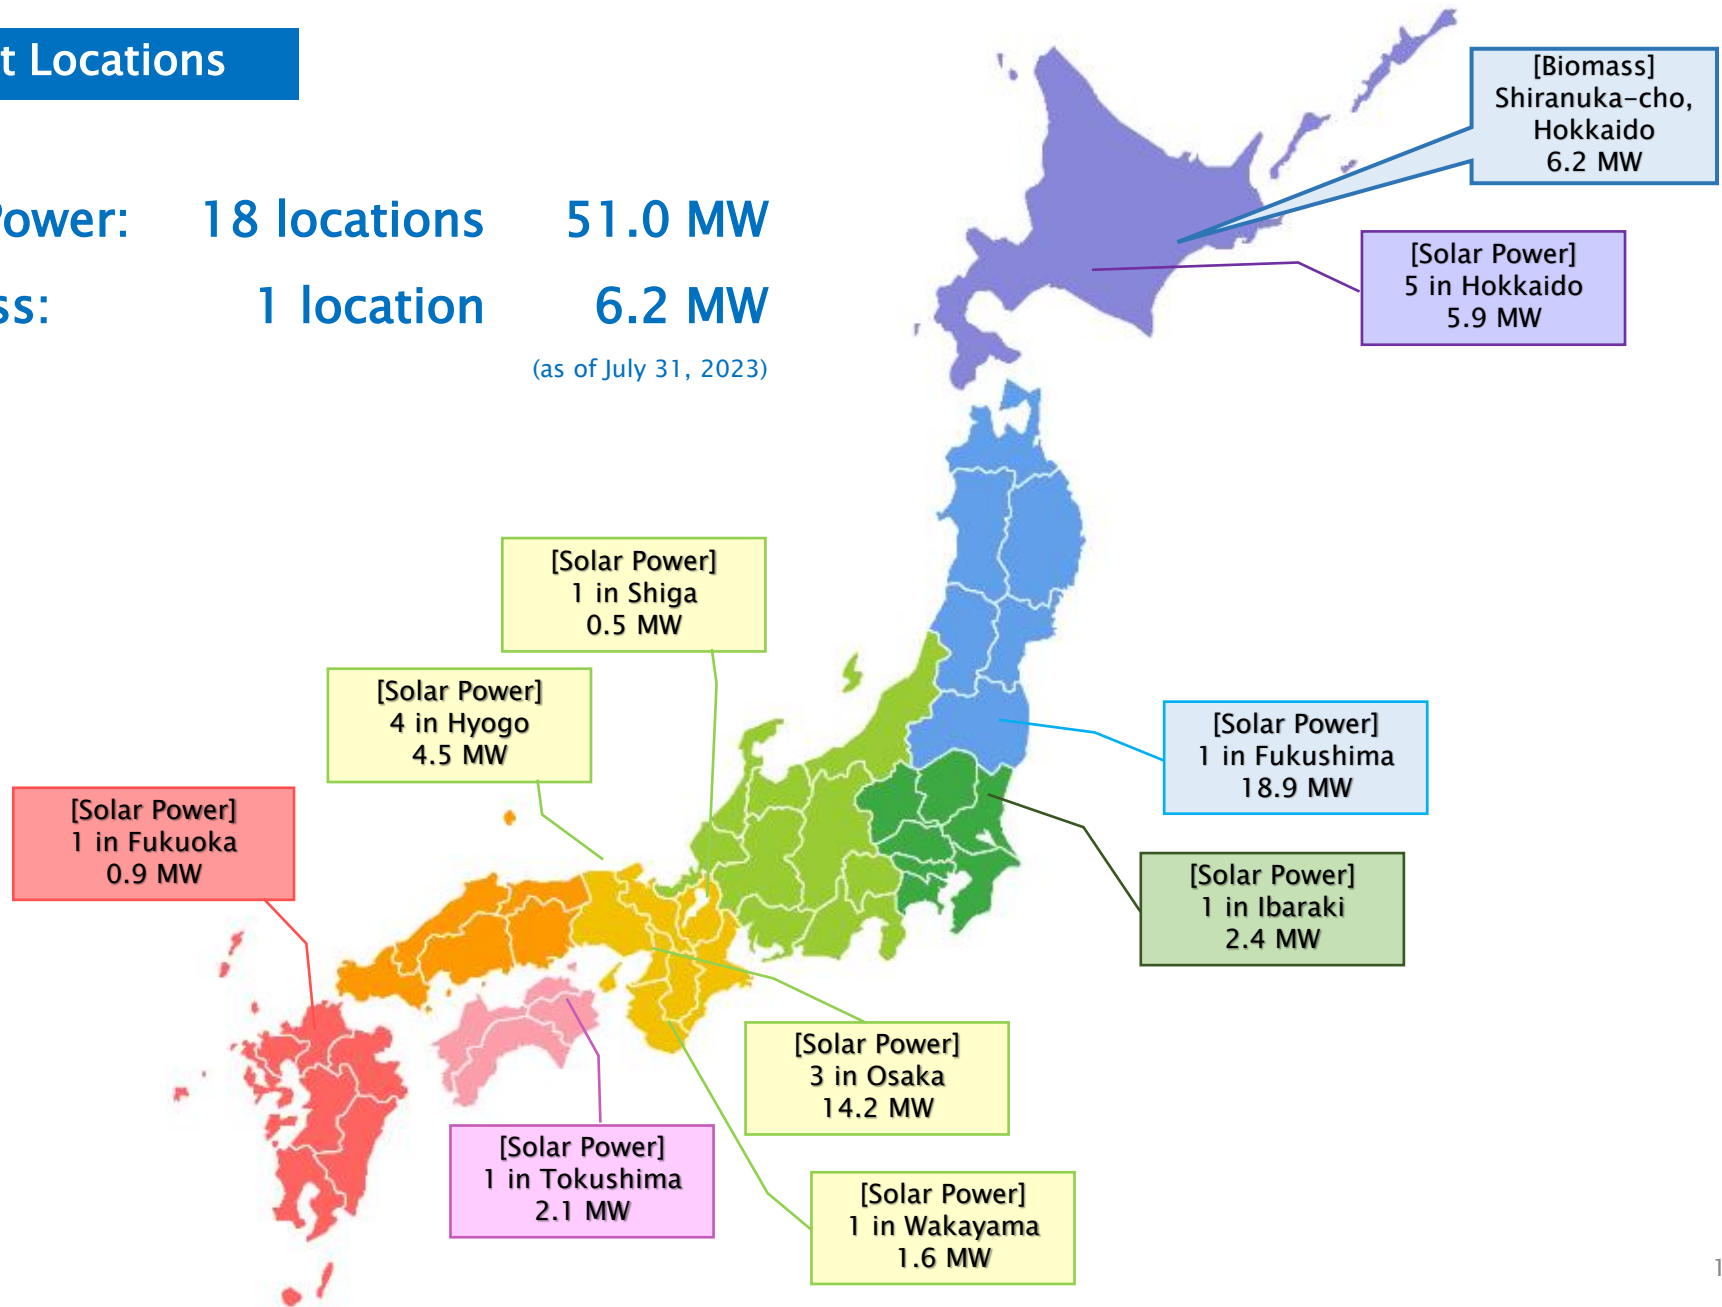 t Locations
Power: 18 locations 51.0 MW
ss: 1 location 6.2 MW
(as of July 31, 2023)
[Biomass]
Shiranuka-cho,
Hokkaido
6.2 MW
[Solar Power]
5 in Hokkaido
5.9 MW
[Solar Power]
1 in Shiga
0.5 MW
[Solar Power]
4 in Hyogo
4.5 MW
[Solar Power]
1 in Fukushima
18.9 MW
[Solar Power]
1 in Fukuoka
0.9 MW
[Solar Power]
1 in Ibaraki
2.4 MW
[Solar Power]
3 in Osaka
14.2 MW
[Solar Power]
1 in Tokushima
2.1 MW
[Solar Power]
1 in Wakayama
1.6 MW
1